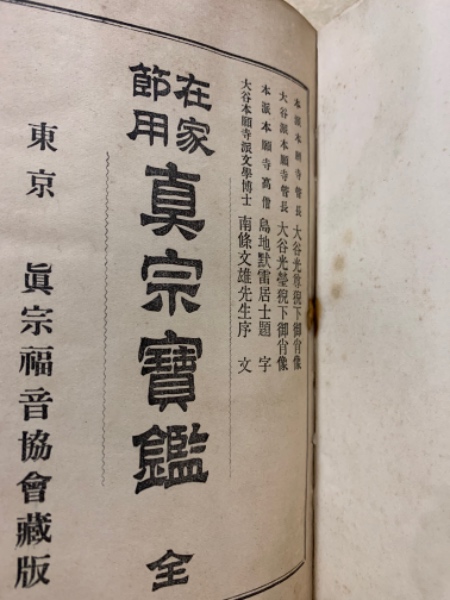 本派本願寺管長 大谷光尊猊下御肖像
大谷派本願寺管長 大谷光瑩猊下御肖像
本派本願寺高僧 島地默雷居士題字
大谷本願寺派文學博士 南條文雄先生序文
在家
節用
真宗寶鑑 全
東京 眞宗福音協會藏版